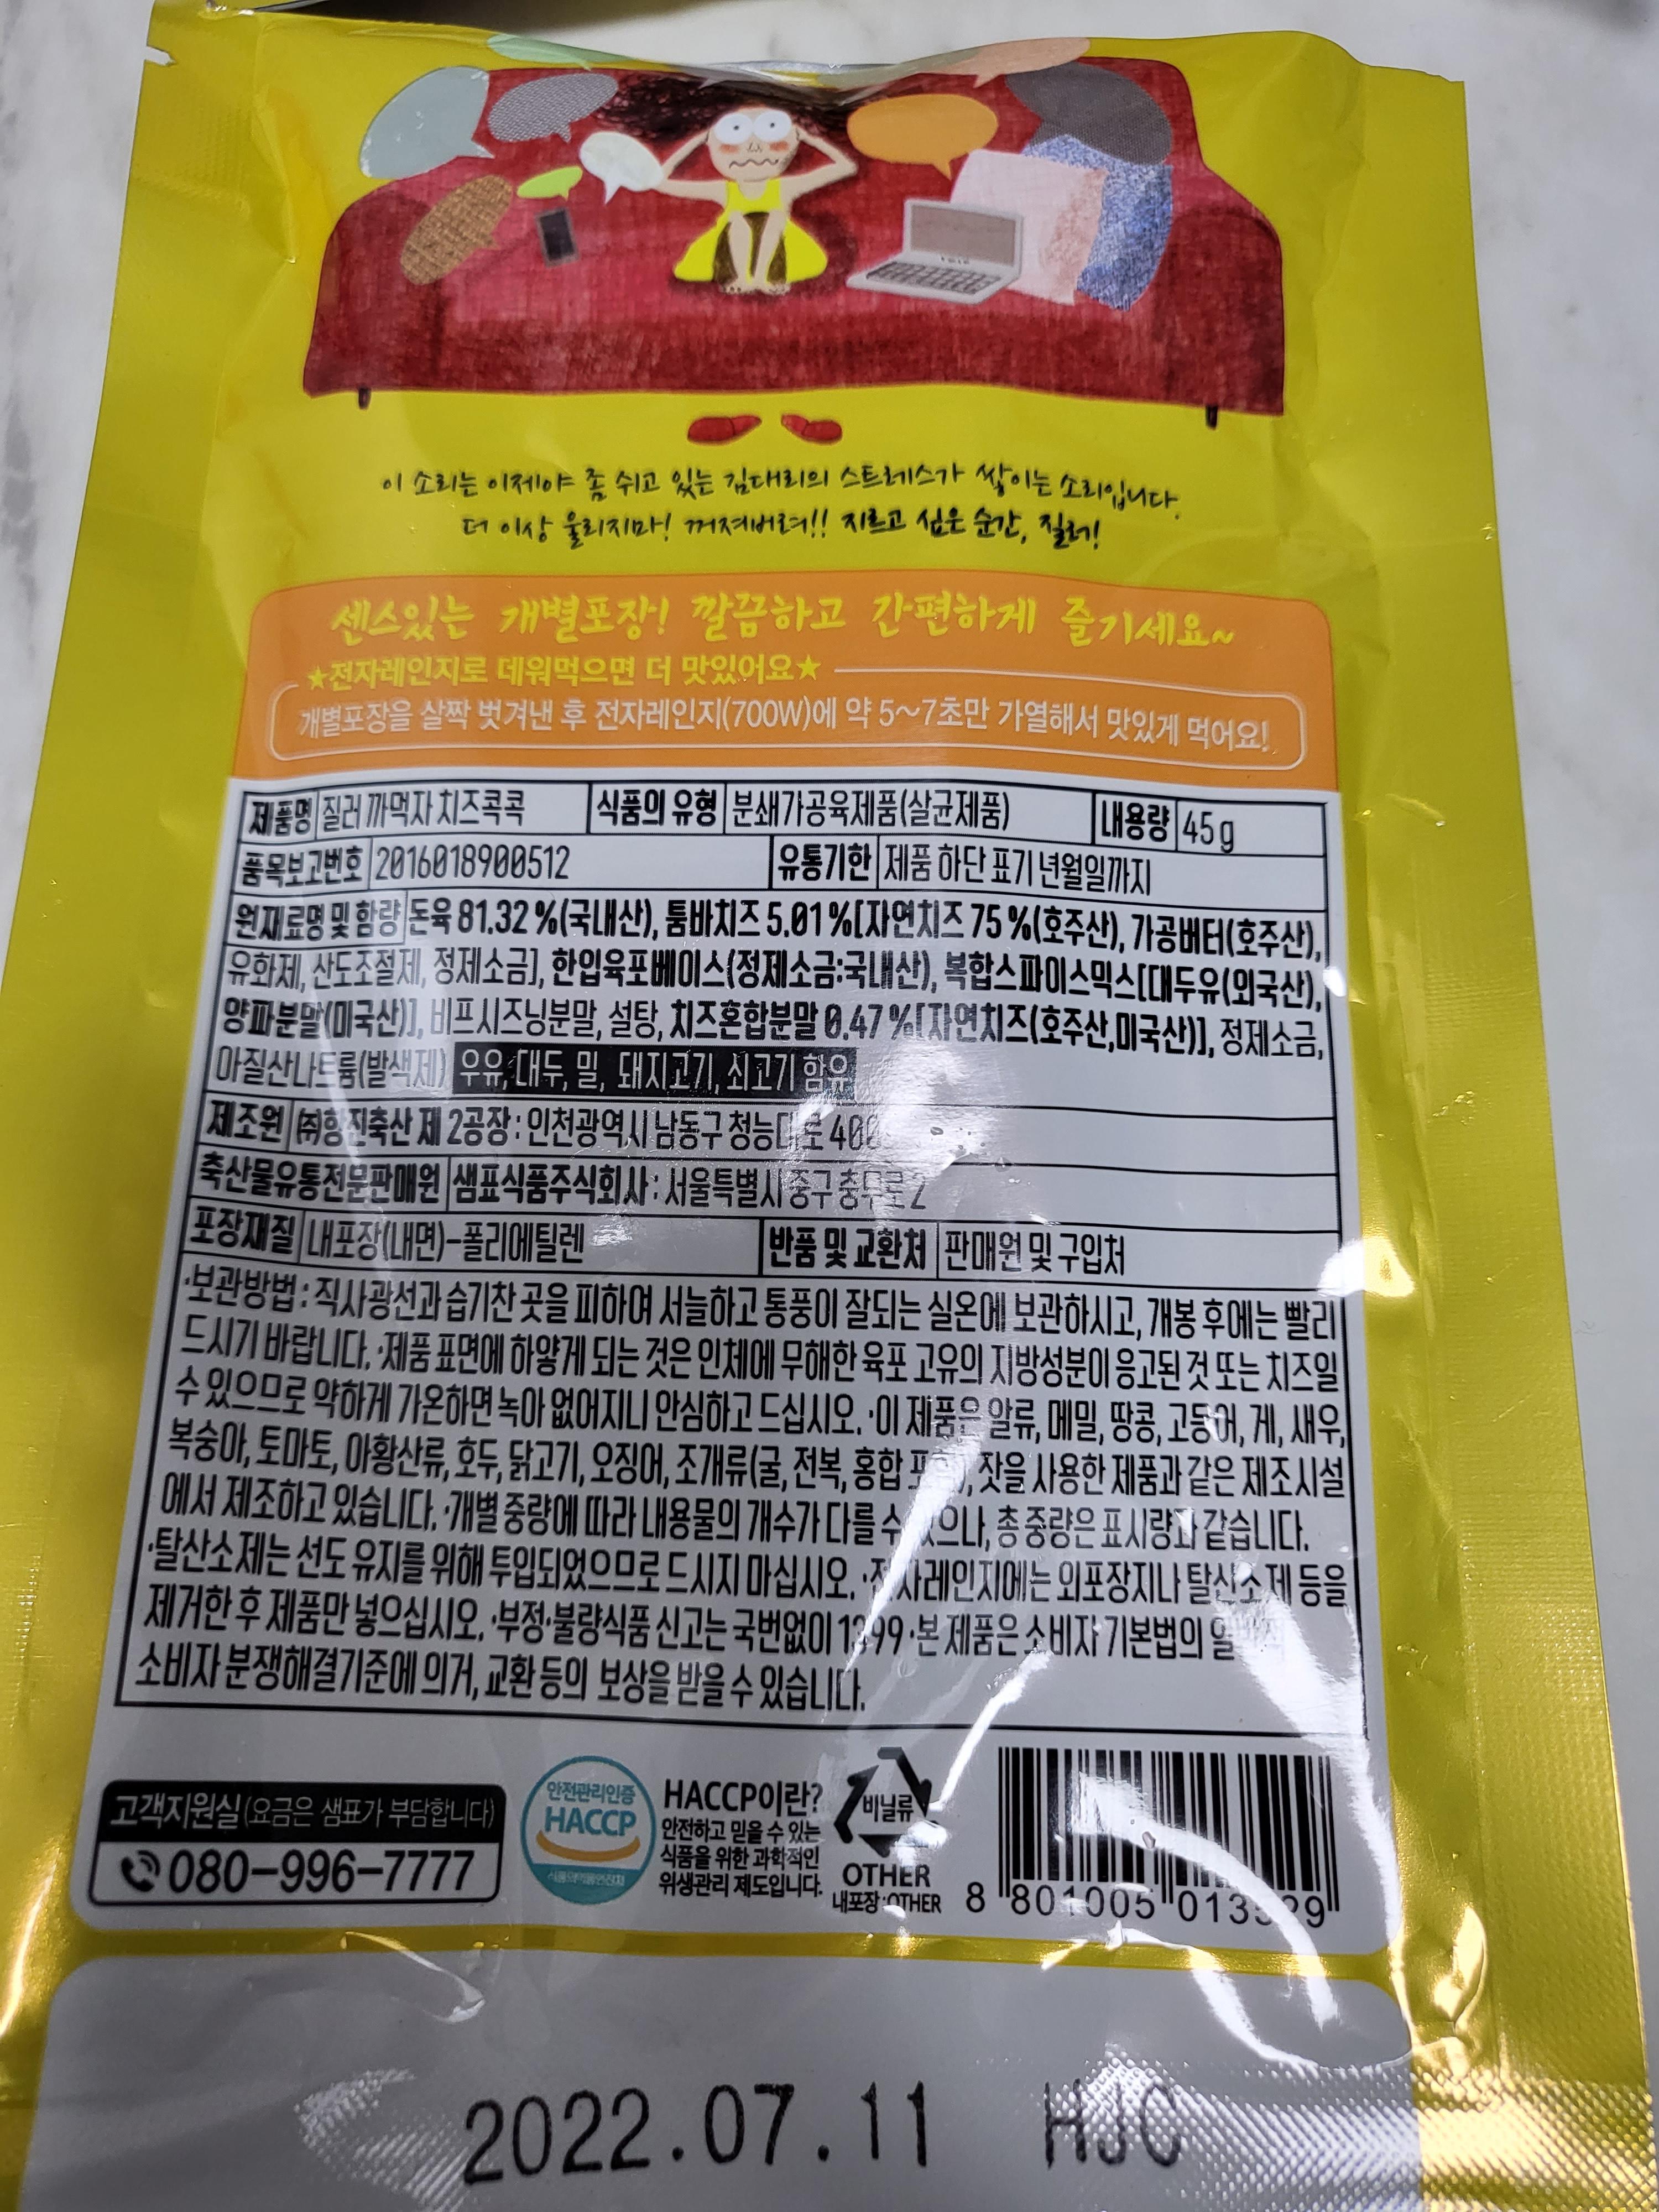 이 소리는 이제야 좀 쉬고 있는 김대리의 스트레스가 쌓이는 소리입니다.
더 이상 울리지마! 꺼져버려!! 지르고 싶은 순간, 질러!
센스있는 개별포장! 깔끔하고 간편하게 즐기세요~
★전자레인지로 데워먹으면 더 맛있어요★
개별포장을 살짝 벗겨낸 후 전자레인지(700W)에 약 5~7초만 가열해서 맛있게 먹어요!
제품명 질러 까먹자 치즈콕콕 식품의 유형 분쇄가공육제품(살균제품) 내용량 45g
품목보고번호 2016018900512 유통기한 제품 하단 표기 년월일까지
원재료명 및 함량 돈육 81.32 %(국내산), 툼바치즈 5.01 %[자연치즈 75 %(호주산), 가공버터(호주산),
유화제, 산도조절제, 정제소금], 한입육포베이스(정제소금:국내산), 복합스파이스믹스[대두유(외국산),
양파분말(미국산)], 비프시즈닝분말, 설탕, 치즈혼합분말 0.47 %[자연치즈(호주산,미국산)], 정제소금,
아질산나트륨(발색제) 우유, 대두, 밀, 돼지고기, 쇠고기 함유
제조원 ㈜항진축산 제 2공장 : 인천광역시 남동구 청능대로
축산물유통전문판매원 샘표식품주식회사 : 서울특별시 중구 충무로 2
포장재질 내포장(내면)-폴리에틸렌 반품 및 교환처 판매원 및 구입처
·보관방법 : 직사광선과 습기찬 곳을 피하여 서늘하고 통풍이 잘되는 실온에 보관하시고, 개봉 후에는 빨리
드시기 바랍니다. ·제품 표면에 하얗게 되는 것은 인체에 무해한 육포 고유의 지방성분이 응고된 것 또는 치즈일
수 있으므로 약하게 가온하면 녹아 없어지니 안심하고 드십시오. ·이 제품은 알류, 메밀, 땅콩, 고등어, 게, 새우,
복숭아, 토마토, 아황산류, 호두, 닭고기, 오징어, 조개류(굴, 전복, 홍합 잣을 사용한 제품과 같은 제조시설
에서 제조하고 있습니다. ·개별 중량에 따라 내용물의 개수가 다를 수 있으나, 총 중량은 표시량과 같습니다.
·탈산소제는 선도 유지를 위해 투입되었으므로 드시지 마십시오. ·전자레인지에는 외포장지나 탈산소제 등을
제거한 후 제품만 넣으십시오. ·부정·불량식품 신고는 국번없이 1399 ·본 제품은 소비자 기본법의
소비자 분쟁해결기준에 의거, 교환 등의 보상을 받을 수 있습니다.
고객지원실 (요금은 샘표가 부담합니다)
080-996-7777
안전관리인증
HACCP
식품의약품안전처
HACCP이란?
안전하고 믿을 수 있는
식품을 위한 과학적인
위생관리 제도입니다.
비닐류
OTHER
내포장:OTHER
8 801005 013529
2022.07.11 HJC